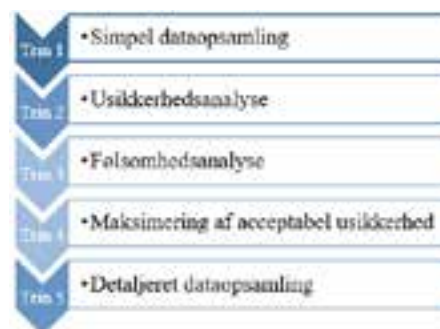 Trin 1
•Simpel dataopsamling
Trin 2
•Usikkerhedsanalyse
Trin 3
•Følsomhedsanalyse
Trin 4
•Maksimering af acceptabel usikkerhed
Trin 5
•Detaljeret dataopsamling